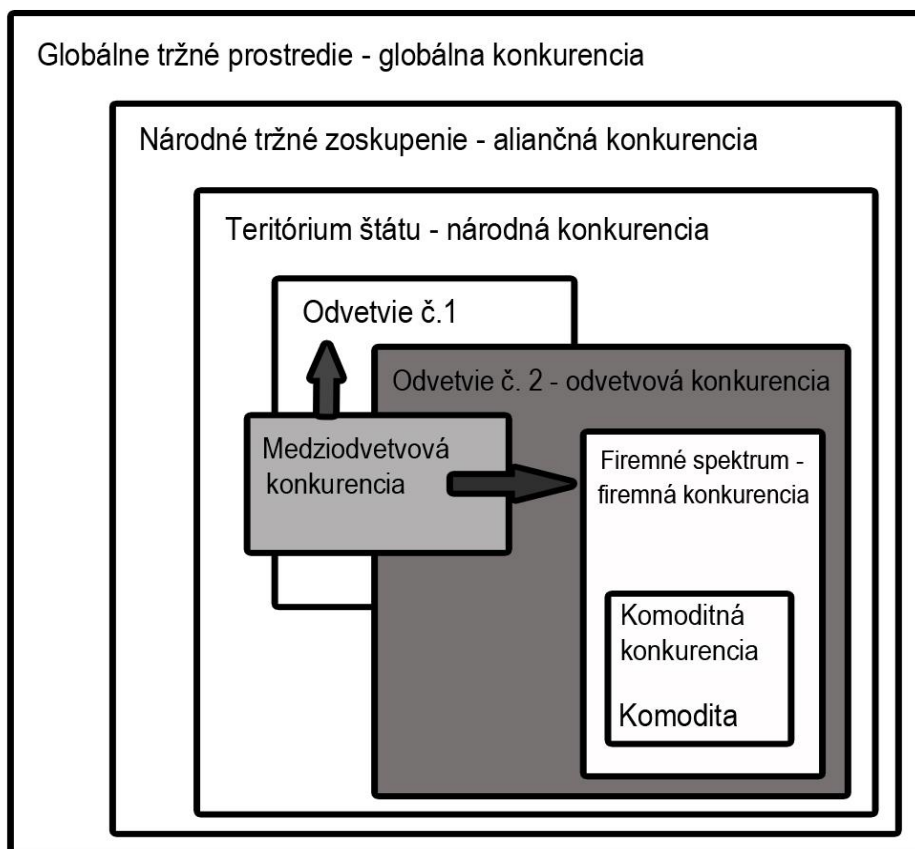 Globálne tržné prostredie - globálna konkurencia
Národné tržné zoskupenie - aliančná konkurencia
Teritórium štátu - národná konkurencia
Odvetvie č.1
Odvetvie č. 2 - odvetvová konkurencia
Medziodvetvová
konkurencia
Firemné spektrum -
firemná konkurencia
Komoditná
konkurencia
Komodita